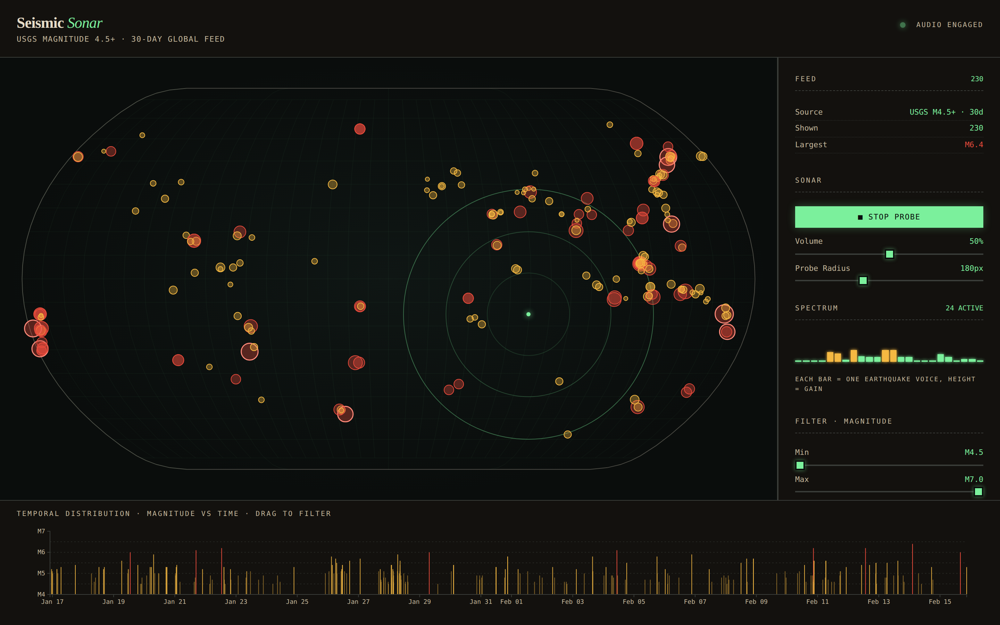 Seismic Sonar
USGS MAGNITUDE 4.5+ · 30-DAY GLOBAL FEED
AUDIO ENGAGED
FEED 230
Source USGS M4.5+ · 30d
Shown 230
Largest M6.4
SONAR
■ STOP PROBE
Volume 50%
Probe Radius 180px
SPECTRUM 24 ACTIVE
EACH BAR = ONE EARTHQUAKE VOICE, HEIGHT
= GAIN
FILTER · MAGNITUDE
Min M4.5
Max M7.0
TEMPORAL DISTRIBUTION · MAGNITUDE VS TIME · DRAG TO FILTER
M7
M6
M5
M4
Jan 17 Jan 19 Jan 21 Jan 23 Jan 25 Jan 27 Jan 29 Jan 31 Feb 01 Feb 03 Feb 05 Feb 07 Feb 09 Feb 11 Feb 13 Feb 15